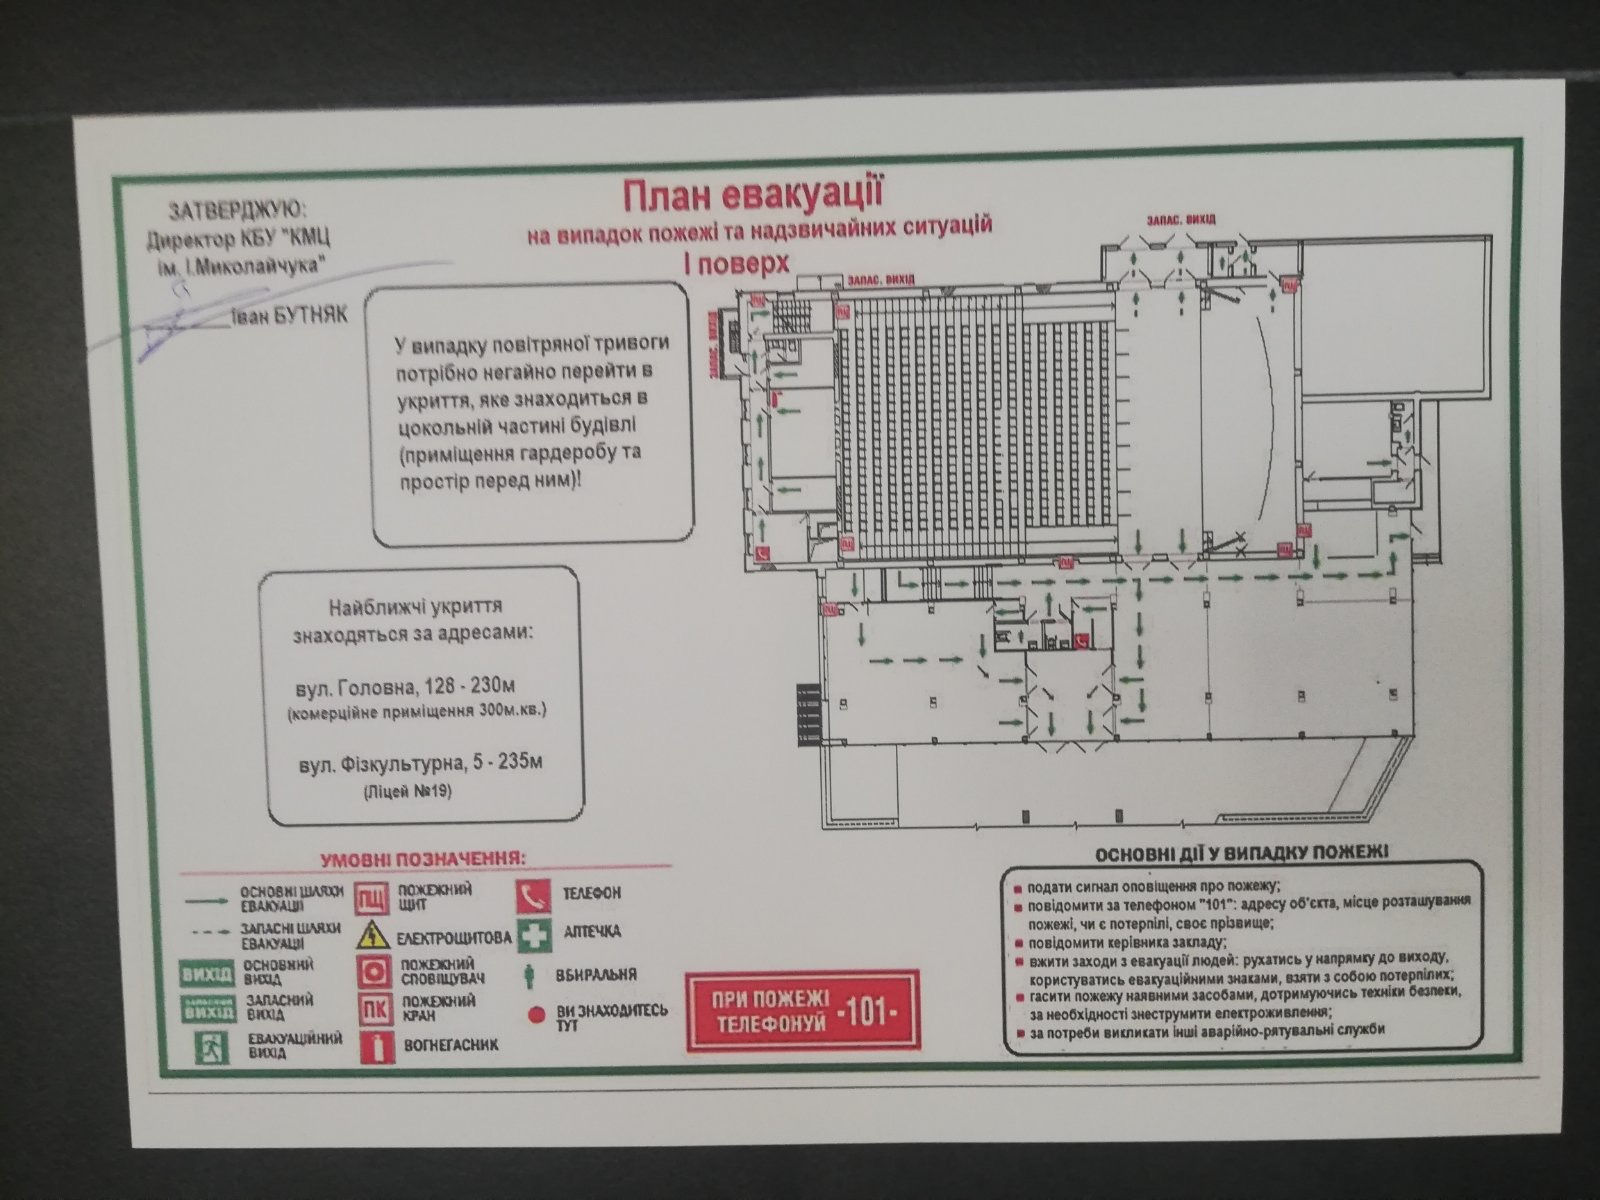 ЗАТВЕРДЖУЮ:
Директор КБУ "КМЦ
ім. І.Миколайчука"
Іван БУТНЯК
План евакуації
на випадок пожежі та надзвичайних ситуацій
І поверх
У випадку повітряної тривоги
потрібно негайно перейти в
укриття, яке знаходиться в
цокольній частині будівлі
(приміщення гардеробу та
простір перед ним)!
Найближчі укриття
знаходяться за адресами:
вул. Головна, 128 - 230м
(комерційне приміщення 300м.кв.)
вул. Фізкультурна, 5 - 235м
(Ліцей №19)
ЗАПАС. ВИХІД
ЗАПАС. ВИХІД
ЗАПАС. ВИХІД
ПЩ
ПЩ
ПЩ
ПЩ
ПЩ
ПЩ
ПЩ
ПЩ
УМОВНІ ПОЗНАЧЕННЯ:
ОСНОВНІ ШЛЯХИ
ЕВАКУАЦІЇ
ЗАПАСНІ ШЛЯХИ
ЕВАКУАЦІЇ
ВИХІД
ОСНОВНИЙ
ВИХІД
ЗАПАСНИЙ
ВИХІД
ЗАПАСНИЙ
ВИХІД
ЕВАКУАЦІЙНИЙ
ВИХІД
ПЩ
ПОЖЕЖНИЙ
ЩИТ
ЕЛЕКТРОЩИТОВА
ПОЖЕЖНИЙ
СПОВІЩУВАЧ
ПК
ПОЖЕЖНИЙ
КРАН
ВОГНЕГАСНИК
ТЕЛЕФОН
АПТЕЧКА
ВБИРАЛЬНЯ
ВИ ЗНАХОДИТЕСЬ
ТУТ
ПРИ ПОЖЕЖІ
ТЕЛЕФОНУЙ
-101-
ОСНОВНІ ДІЇ У ВИПАДКУ ПОЖЕЖІ
подати сигнал оповіщення про пожежу;
повідомити за телефоном "101": адресу об'єкта, місце розташування
пожежі, чи є потерпілі, своє прізвище;
повідомити керівника закладу;
вжити заходи з евакуації людей: рухатись у напрямку до виходу,
користуватись евакуаційними знаками, взяти з собою потерпілих;
гасити пожежу наявними засобами, дотримуючись техніки безпеки,
за необхідності знеструмити електроживлення;
за потреби викликати інші аварійно-рятувальні служби